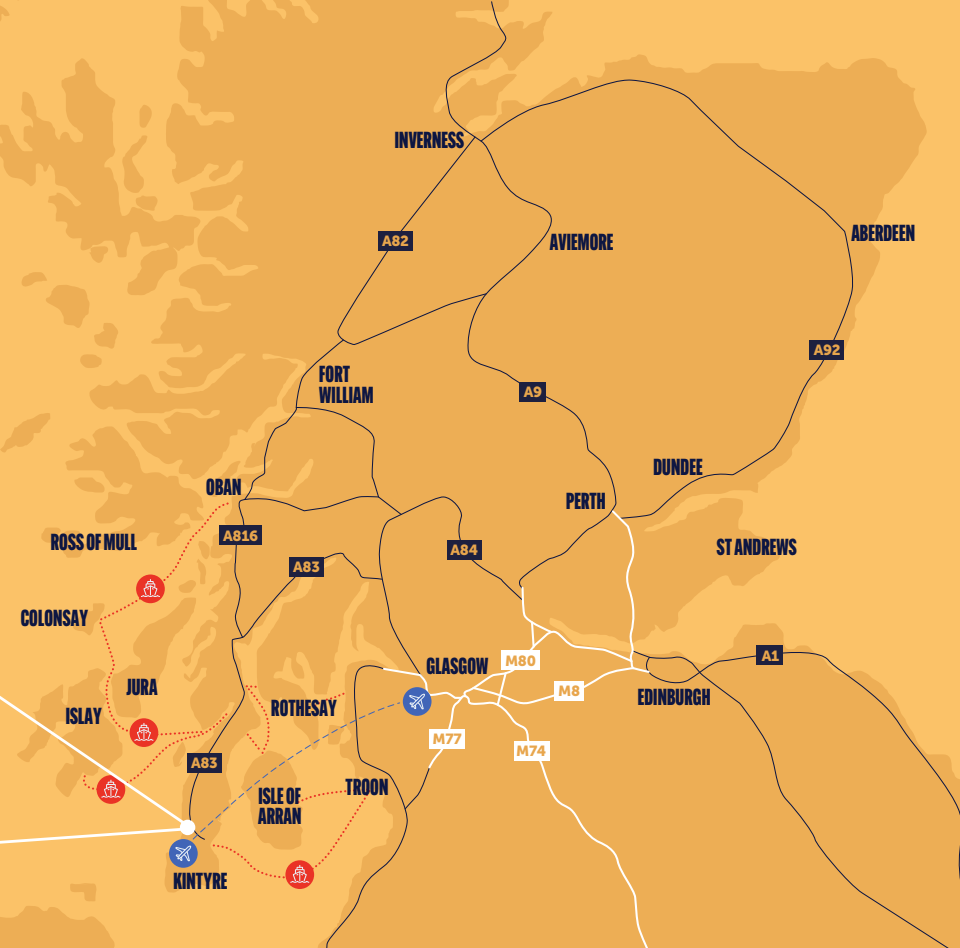 INVERNESS
A82
AVIEMORE
ABERDEEN
A92
FORT
WILLIAM
A9
DUNDEE
OBAN
PERTH
A816
ROSS OF MULL
A84
ST ANDREWS
A83
COLONSAY
GLASGOW
M80
A1
JURA
M8
EDINBURGH
ISLAY
ROTHESAY
M77
M74
A83
TROON
ISLE OF
ARRAN
KINTYRE